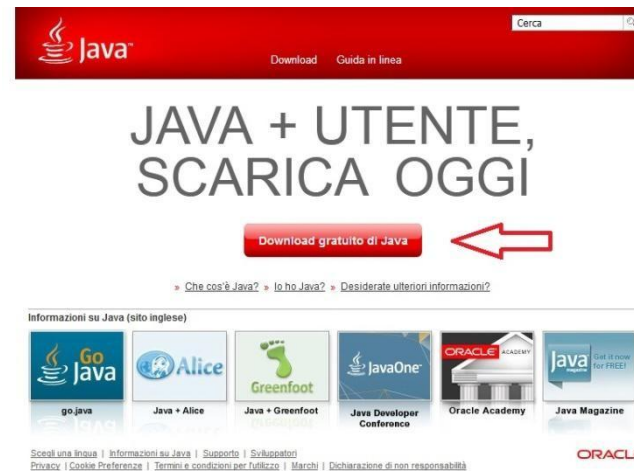 Cerca
Java™
Download Guida in linea
JAVA + UTENTE,
SCARICA OGGI
Download gratuito di Java
» Che cos'è Java? » Io ho Java? » Desiderate ulteriori informazioni?
Informazioni su Java (sito inglese)
Go
Java
Alice
Greenfoot
JavaOne
ORACLE ACADEMY
Java magazine
Get it now
for FREE!
go.java
Java + Alice
Java + Greenfoot
Java Developer
Conference
Oracle Academy
Java Magazine
Scegli una lingua | Informazioni su Java | Supporto | Sviluppatori
Privacy | Cookie Preferenze | Termini e condizioni per l'utilizzo | Marchi | Dichiarazione di non responsabilità
ORACL